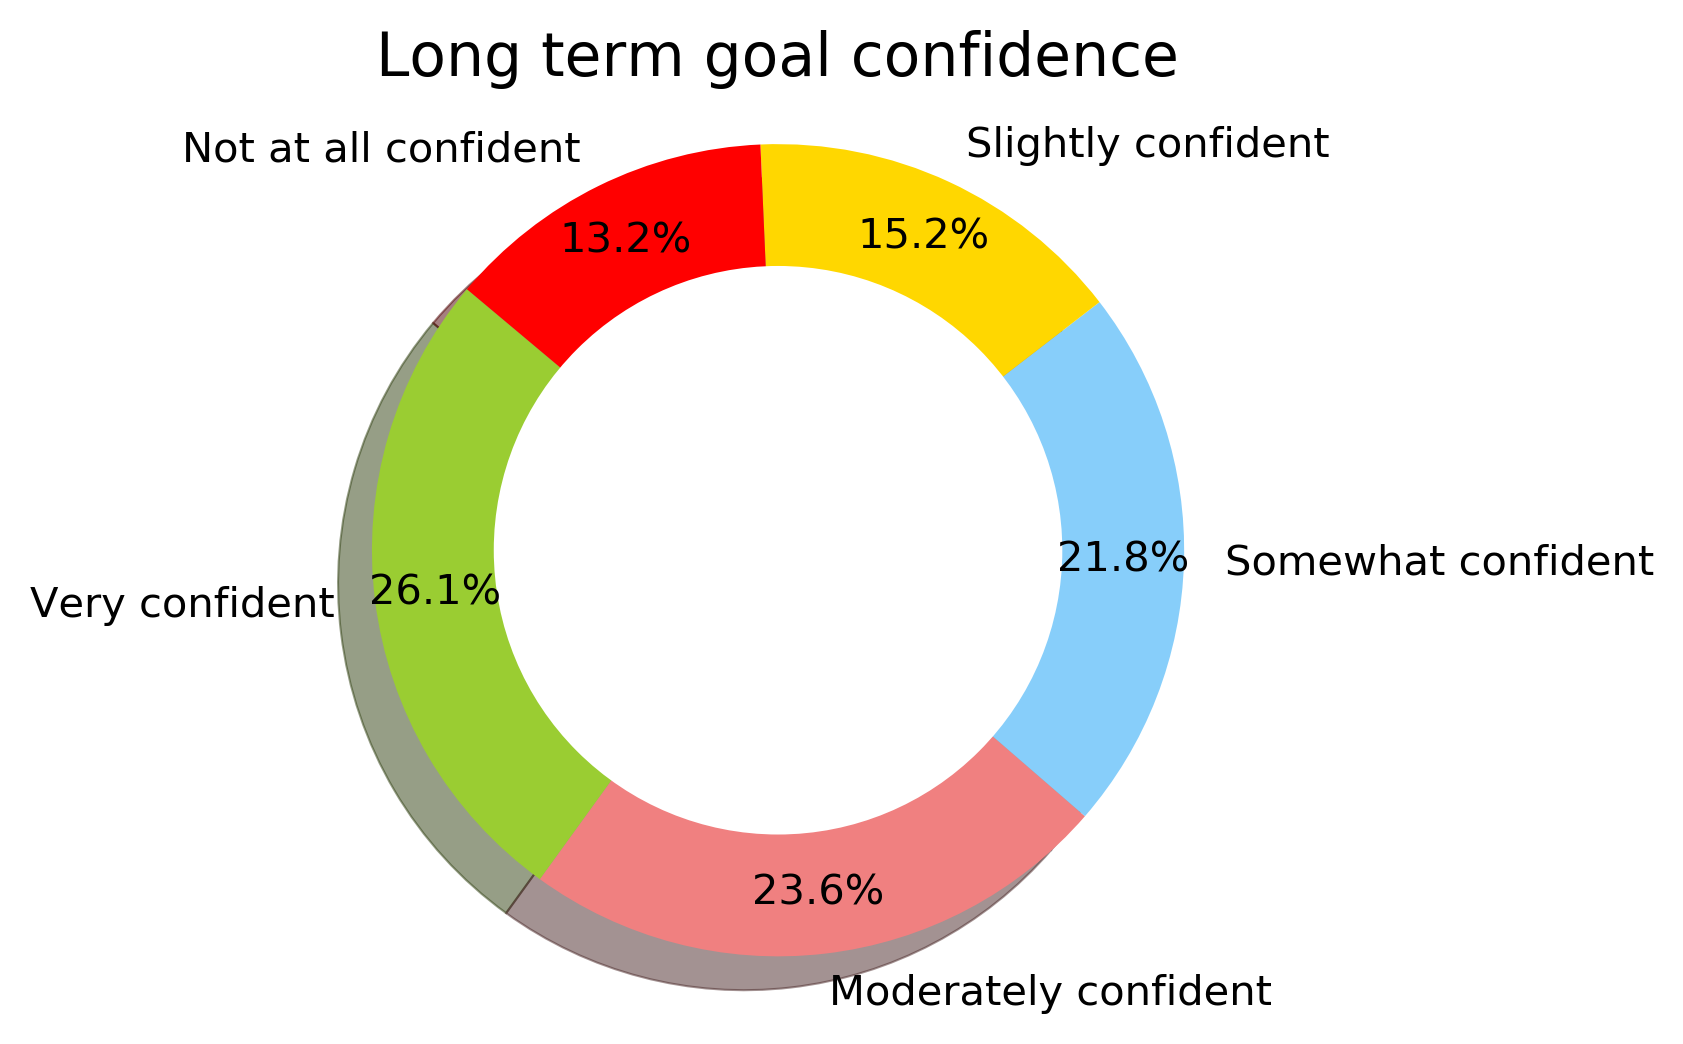 Long term goal confidence
Not at all confident
Slightly confident
13.2%
15.2%
21.8%
Somewhat confident
26.1%
Very confident
23.6%
Moderately confident